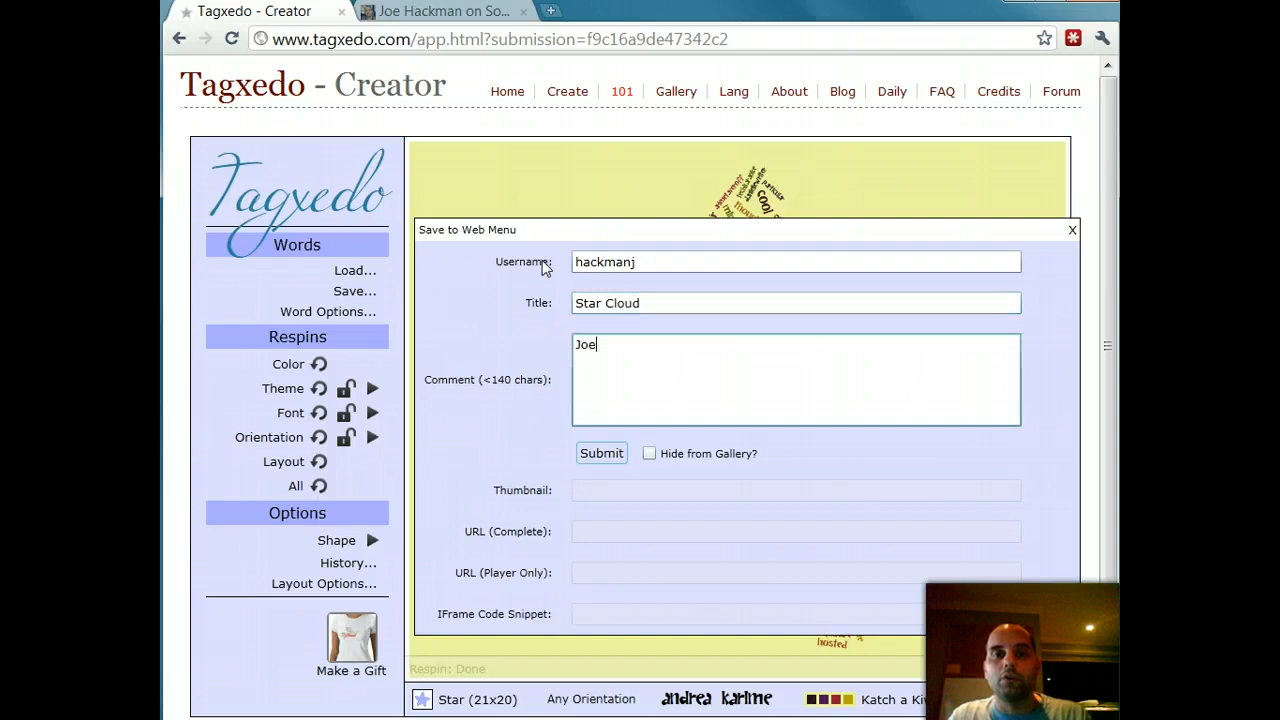 Tagxedo - Creator
Joe Hackman on So...
www.tagxedo.com/app.html?submission=f9c16a9de47342c2
Tagxedo - Creator
Home
Create
101
Gallery
Lang
About
Blog
Daily
FAQ
Credits
Forum
Tagxedo
Words
Load...
Save...
Word Options...
Respins
Color
Theme
Font
Orientation
Layout
All
Options
Shape
History...
Layout Options...
Make a Gift
cool
Save to Web Menu
X
Username: hackmanj
Title: Star Cloud
Comment (<140 chars): Joe
Submit
Hide from Gallery?
Thumbnail:
URL (Complete):
URL (Player Only):
IFrame Code Snippet:
hosted
Respin: Done
Star (21x20)
Any Orientation
andrea karime
Katch a Ki